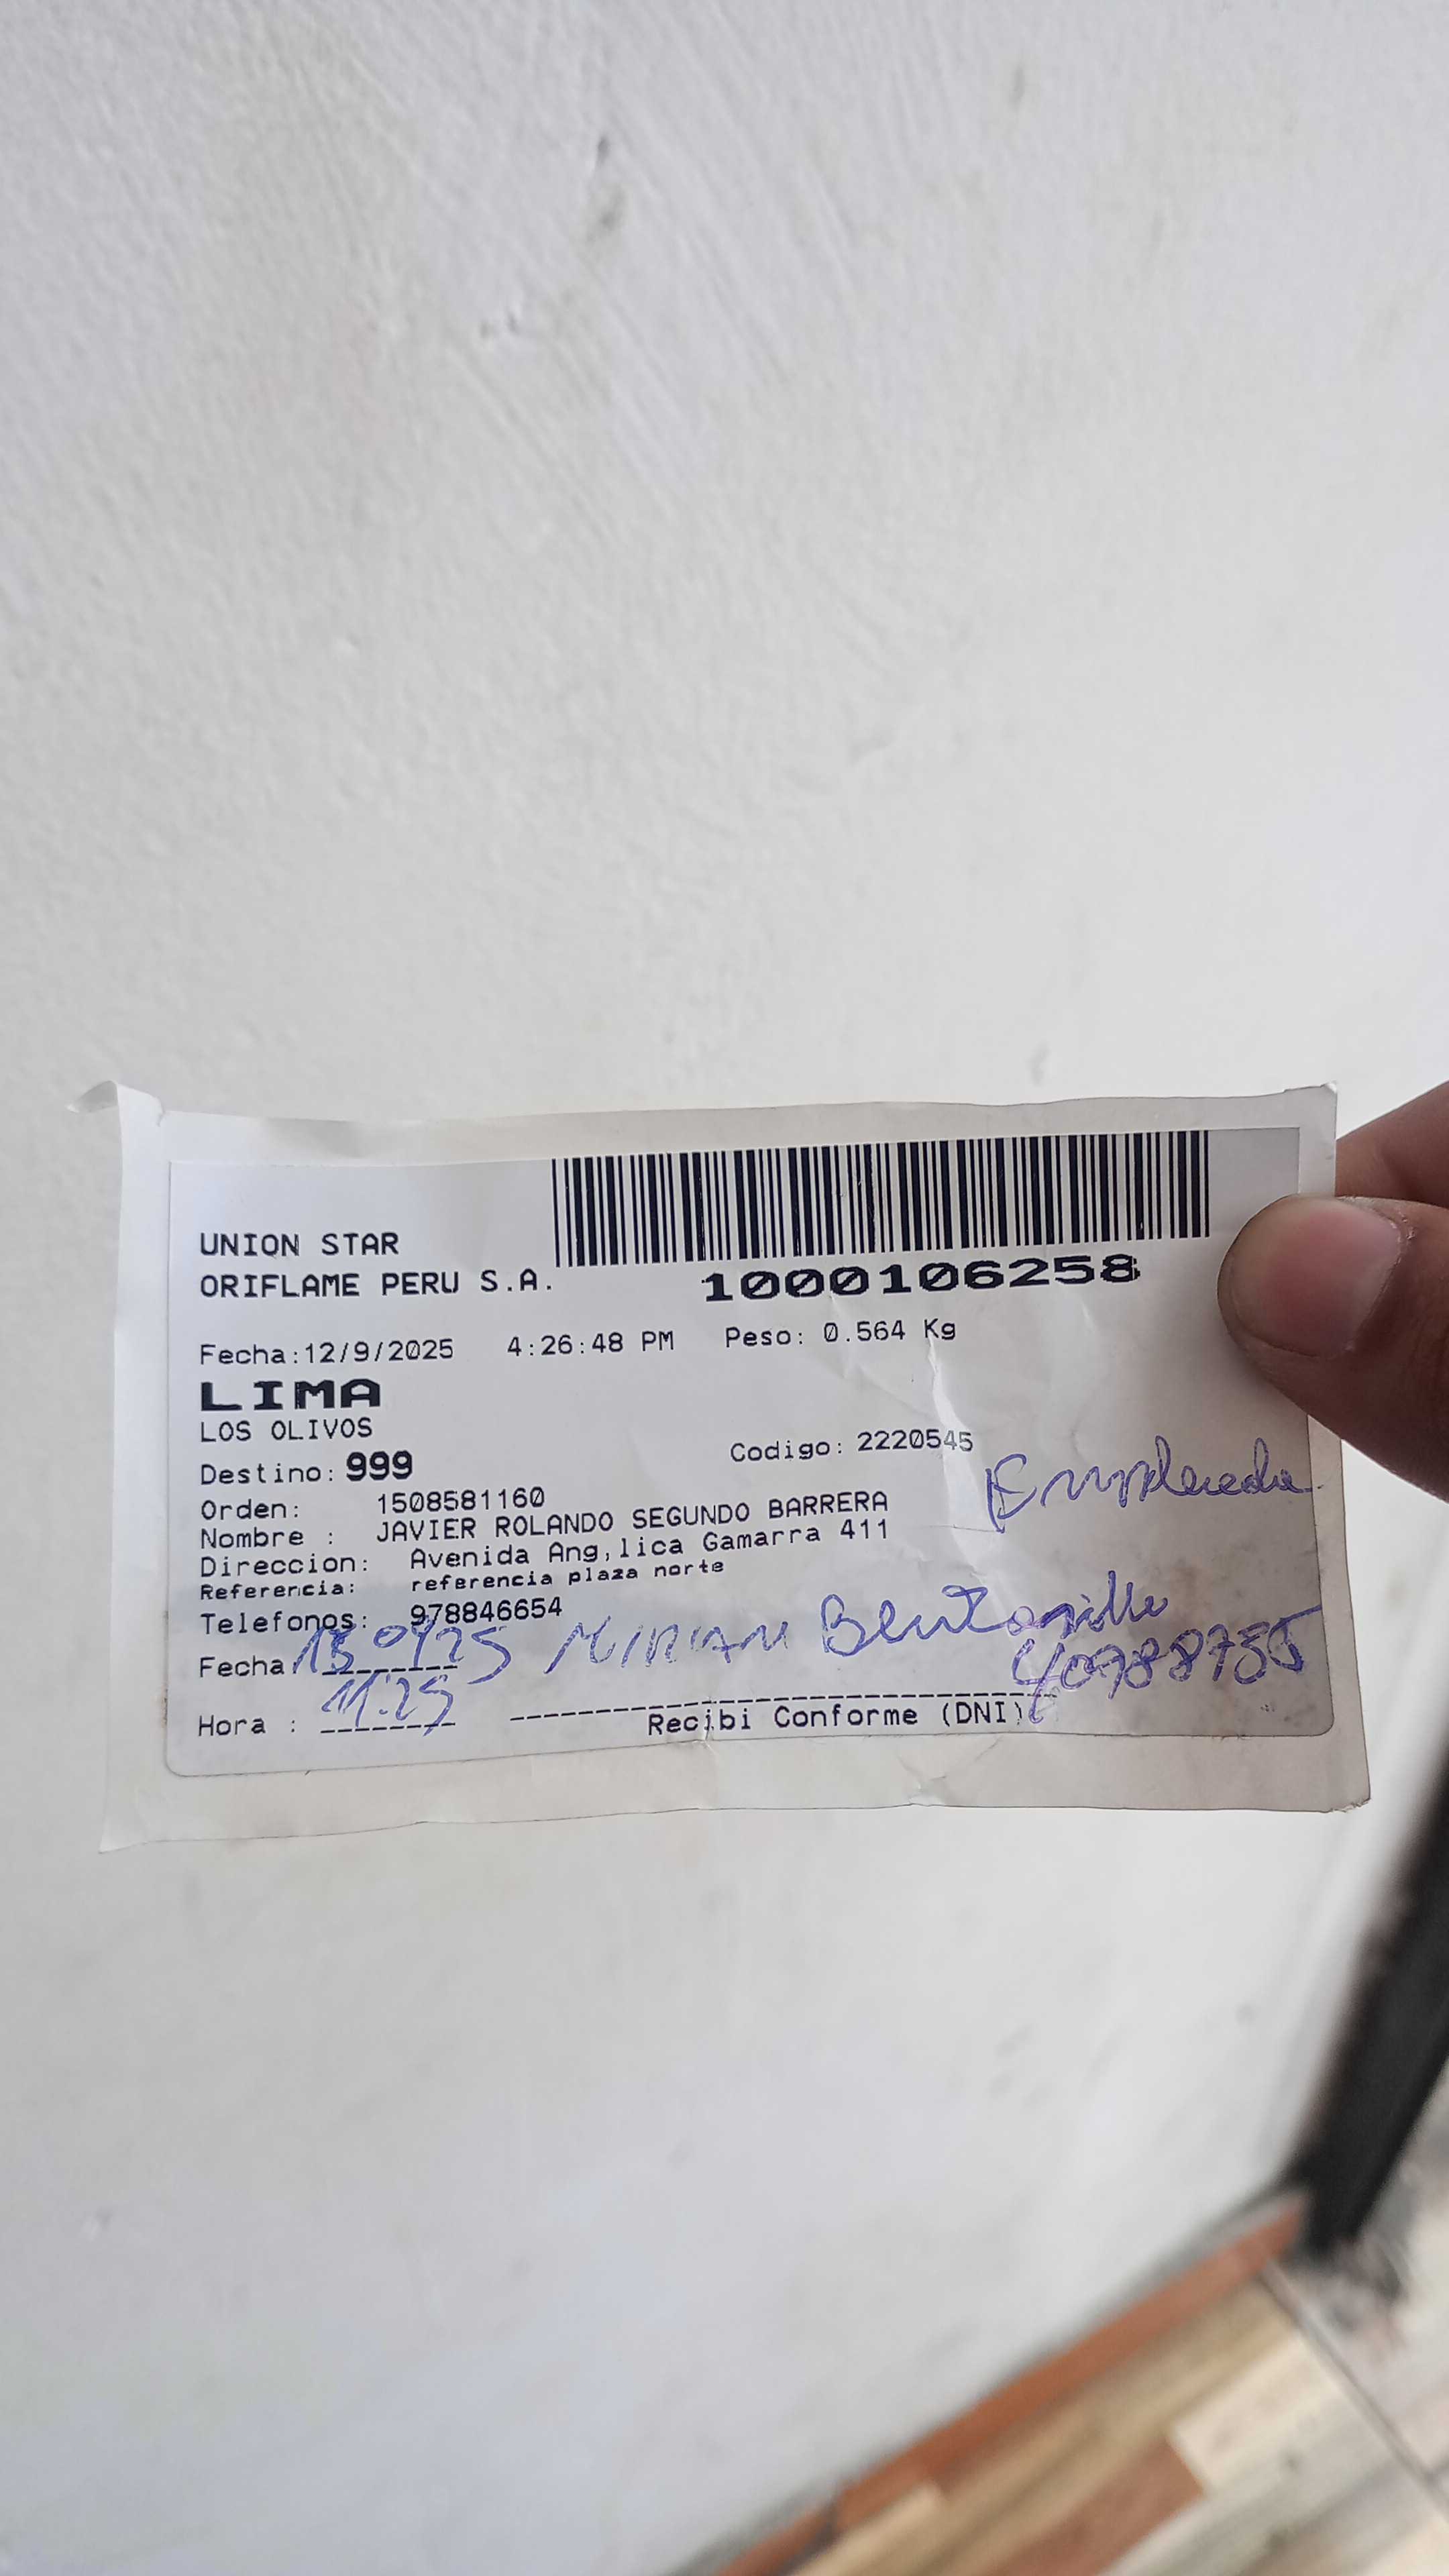 UNION STAR
ORIFLAME PERU S.A.
1000106258
Fecha:12/9/2025 4:26:48 PM Peso: 0.564 Kg
LIMA
LOS OLIVOS
Destino: 999 Codigo: 2220545
Empleada
Orden: 1508581160
Nombre : JAVIER ROLANDO SEGUNDO BARRERA
Direccion: Avenida Ang,lica Gamarra 411
Referencia: referencia plaza norte
Telefonos: 978846654
Fecha: 13 09 25 MIRIAM
Hora : 11:25
Recibi Conforme (DNI)